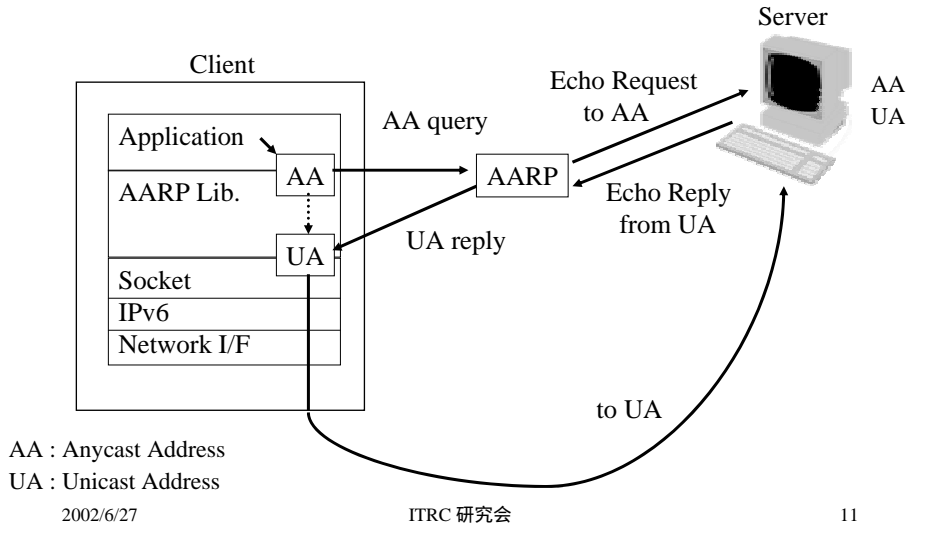 Server
Client
Echo Request
to AA
AA
UA
AA query
Application
AA
AARP
AARP Lib.
Echo Reply
from UA
UA reply
UA
Socket
IPv6
Network I/F
to UA
AA : Anycast Address
UA : Unicast Address
2002/6/27
ITRC 研究会
11